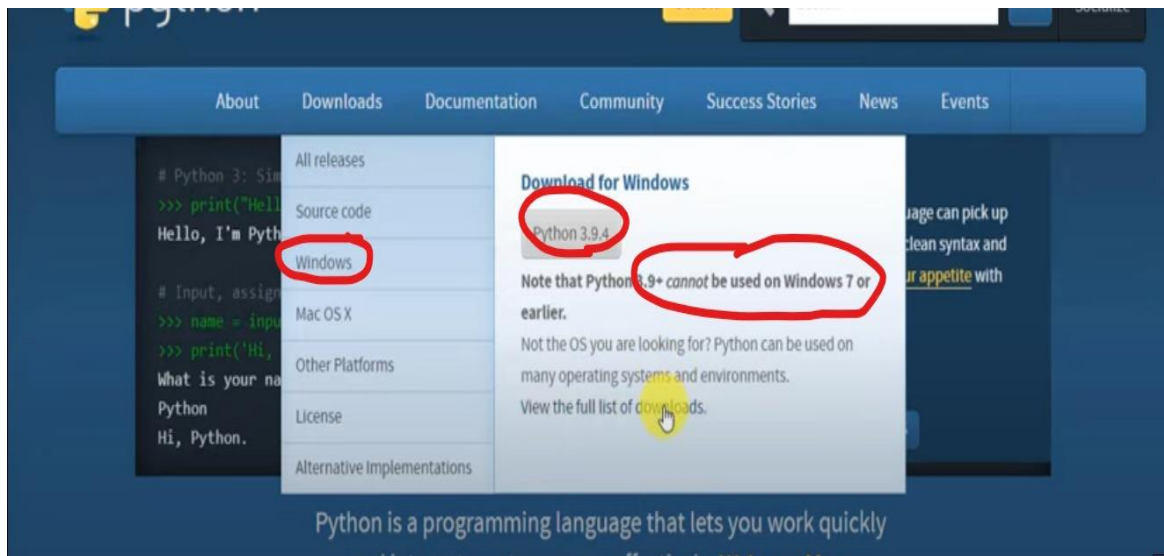 python
Socialize
About Downloads Documentation Community Success Stories News Events
# Python 3: Sim
>>> print("Hell
Hello, I'm Pyth
# Input, assign
>>> name = inpu
>>> print('Hi,
What is your na
Python
Hi, Python.
All releases
Source code
Windows
Mac OS X
Other Platforms
License
Alternative Implementations
Download for Windows
Python 3.9.4
Note that Python 3.9+ cannot be used on Windows 7 or
earlier.
Not the OS you are looking for? Python can be used on
many operating systems and environments.
View the full list of downloads.
uage can pick up
clean syntax and
ur appetite with
Python is a programming language that lets you work quickly